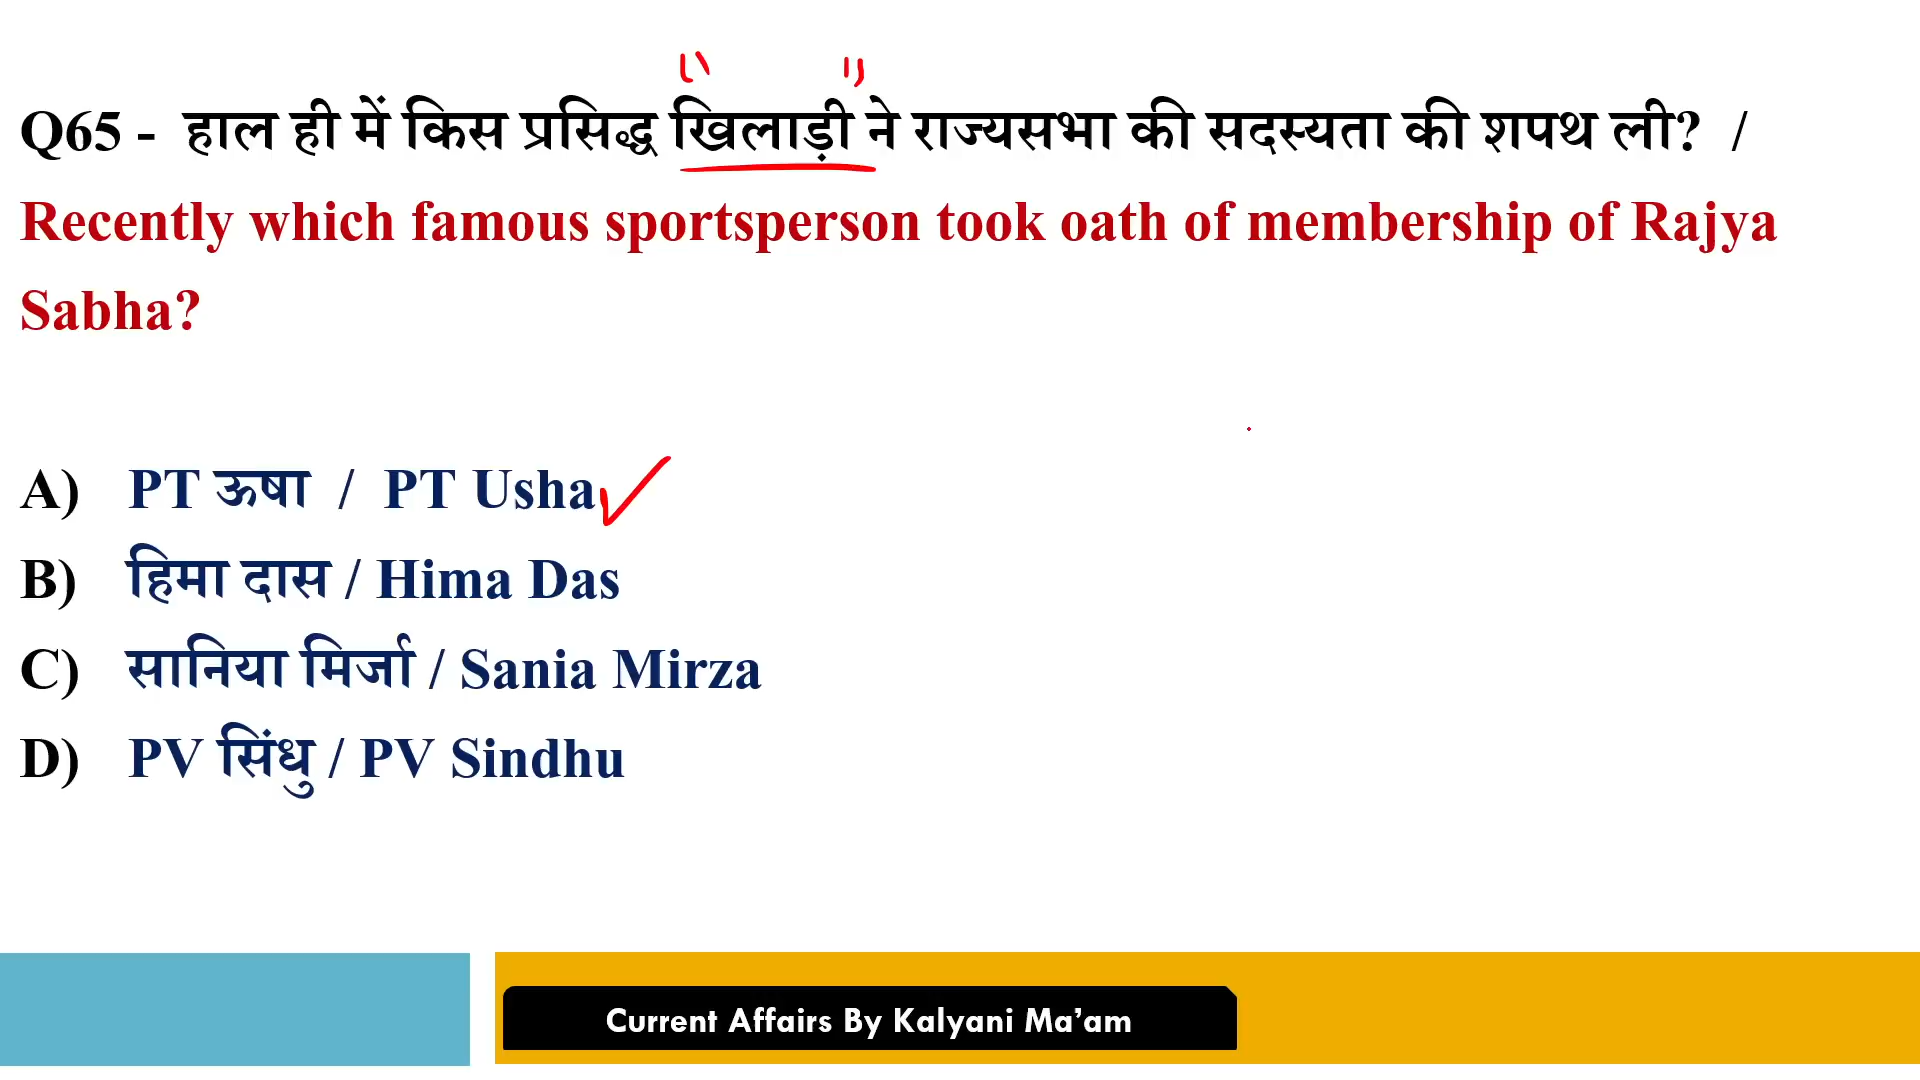 Q65 - हाल ही में किस प्रसिद्ध खिलाड़ी ने राज्यसभा की सदस्यता की शपथ ली? /
Recently which famous sportsperson took oath of membership of Rajya
Sabha?
A) PT ऊषा / PT Usha
B) हिमा दास / Hima Das
C) सानिया मिर्जा / Sania Mirza
D) PV सिंधु / PV Sindhu
Current Affairs By Kalyani Ma’am